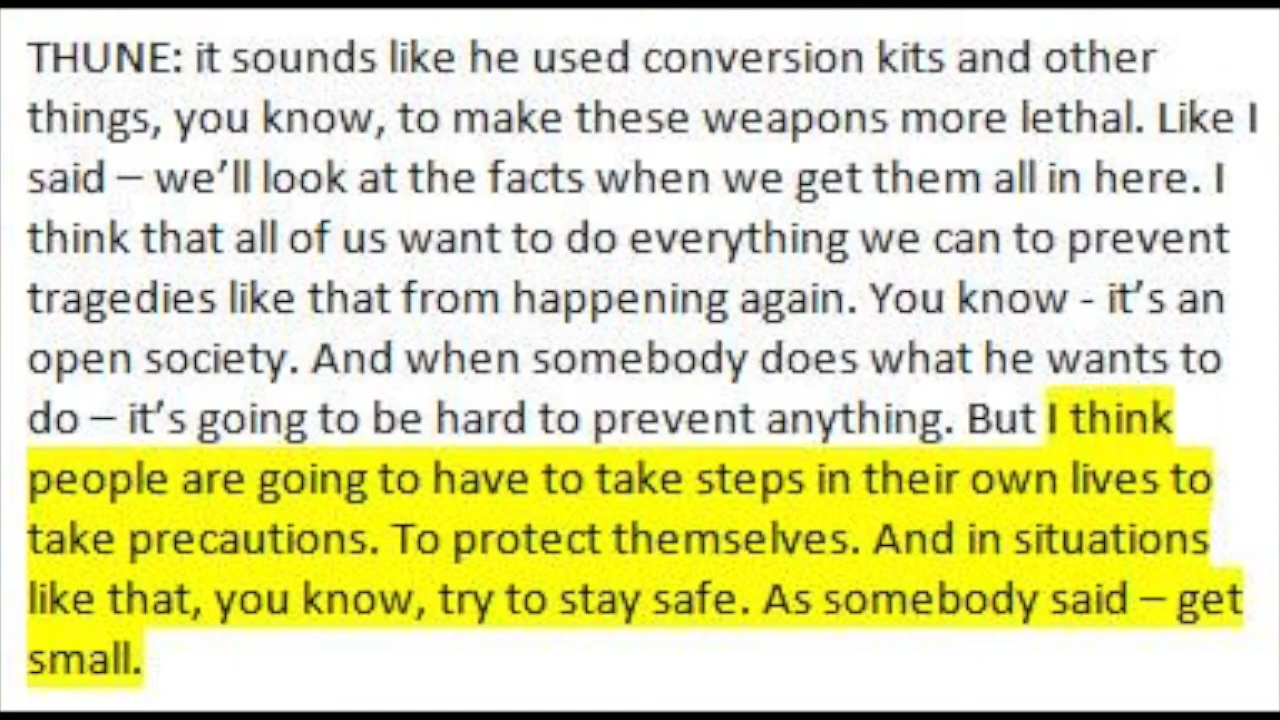 THUNE: it sounds like he used conversion kits and other
things, you know, to make these weapons more lethal. Like I
said – we’ll look at the facts when we get them all in here. I
think that all of us want to do everything we can to prevent
tragedies like that from happening again. You know - it’s an
open society. And when somebody does what he wants to
do – it’s going to be hard to prevent anything. But I think
people are going to have to take steps in their own lives to
take precautions. To protect themselves. And in situations
like that, you know, try to stay safe. As somebody said – get
small.